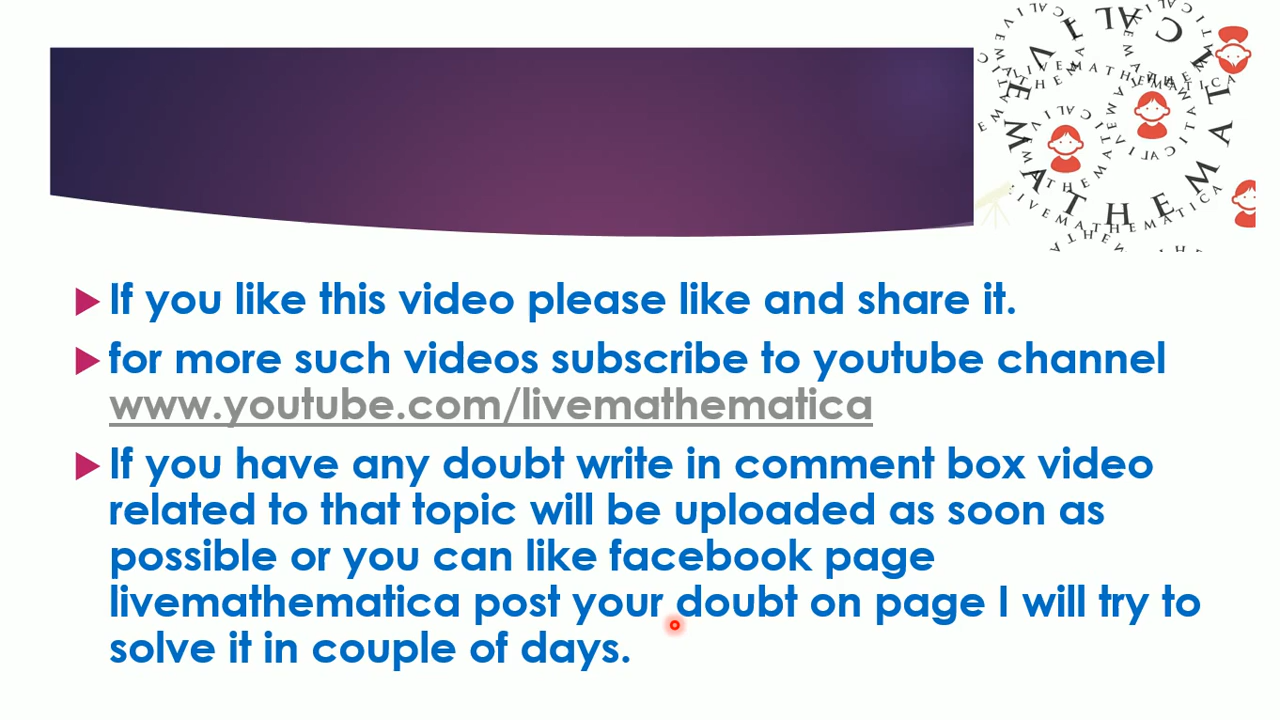 If you like this video please like and share it.
for more such videos subscribe to youtube channel
www.youtube.com/livemathematica
If you have any doubt write in comment box video
related to that topic will be uploaded as soon as
possible or you can like facebook page
livemathematica post your doubt on page I will try to
solve it in couple of days.
LIVEMATHEMATICA